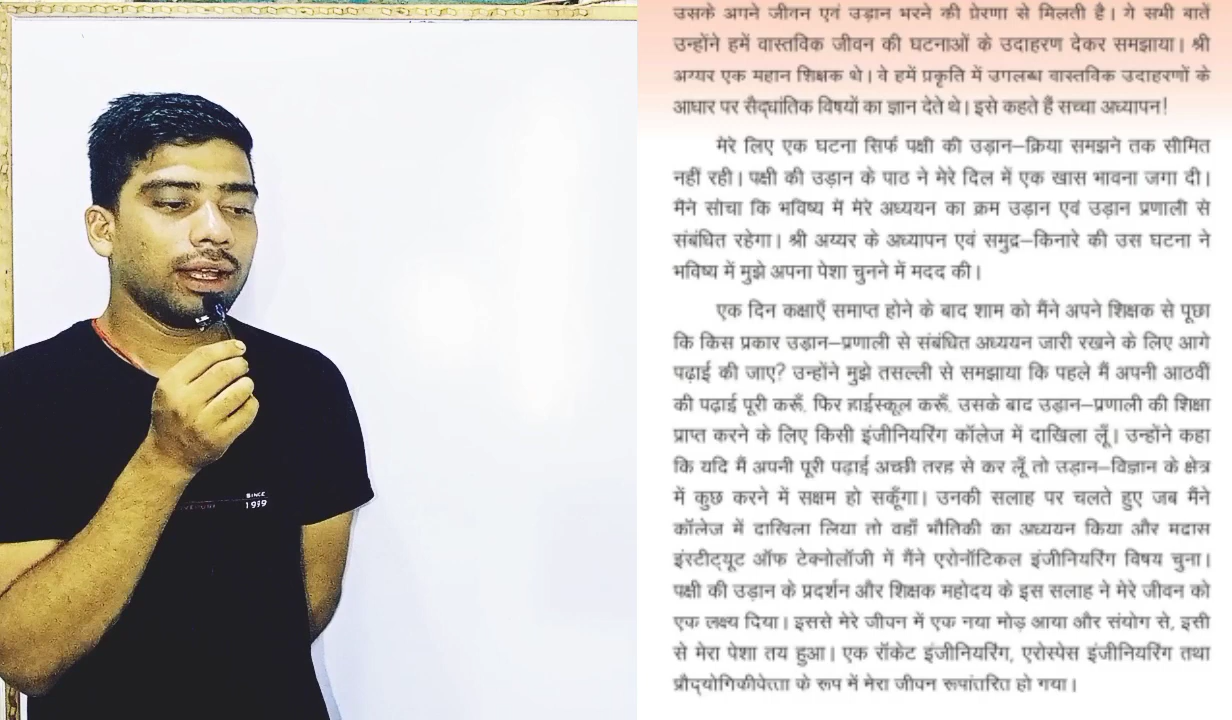 SINCE
1999
उसके अपने जीवन एवं उड़ान भरने की प्रेरणा से मिलती है। ये सभी बातें
उन्होंने हमें वास्तविक जीवन की घटनाओं के उदाहरण देकर समझाया। श्री
अय्यर एक महान शिक्षक थे। वे हमें प्रकृति में उपलब्ध वास्तविक उदाहरणों के
आधार पर सैद्धांतिक विषयों का ज्ञान देते थे। इसे कहते हैं सच्चा अध्यापन!
मेरे लिए एक घटना सिर्फ पक्षी की उड़ान–क्रिया समझने तक सीमित
नहीं रही। पक्षी की उड़ान के पाठ ने मेरे दिल में एक खास भावना जगा दी।
मैंने सोचा कि भविष्य में मेरे अध्ययन का क्रम उड़ान एवं उड़ान प्रणाली से
संबंधित रहेगा। श्री अय्यर के अध्यापन एवं समुद्र–किनारे की उस घटना ने
भविष्य में मुझे अपना पेशा चुनने में मदद की।
एक दिन कक्षाएँ समाप्त होने के बाद शाम को मैंने अपने शिक्षक से पूछा
कि किस प्रकार उड़ान–प्रणाली से संबंधित अध्ययन जारी रखने के लिए आगे
पढ़ाई की जाए? उन्होंने मुझे तसल्ली से समझाया कि पहले मैं अपनी आठवीं
की पढ़ाई पूरी करूँ, फिर हाईस्कूल करूँ, उसके बाद उड़ान–प्रणाली की शिक्षा
प्राप्त करने के लिए किसी इंजीनियरिंग कॉलेज में दाखिला लूँ। उन्होंने कहा
कि यदि मैं अपनी पूरी पढ़ाई अच्छी तरह से कर लूँ तो उड़ान–विज्ञान के क्षेत्र
में कुछ करने में सक्षम हो सकूँगा। उनकी सलाह पर चलते हुए जब मैंने
कॉलेज में दाखिला लिया तो वहाँ भौतिकी का अध्ययन किया और मद्रास
इंस्टीट्यूट ऑफ टेक्नोलॉजी में मैंने एरोनॉटिकल इंजीनियरिंग विषय चुना।
पक्षी की उड़ान के प्रदर्शन और शिक्षक महोदय के इस सलाह ने मेरे जीवन को
एक लक्ष्य दिया। इससे मेरे जीवन में एक नया मोड़ आया और संयोग से, इसी
से मेरा पेशा तय हुआ। एक रॉकेट इंजीनियरिंग, एरोस्पेस इंजीनियरिंग तथा
प्रौद्योगिकीवेत्ता के रूप में मेरा जीवन रूपांतरित हो गया।